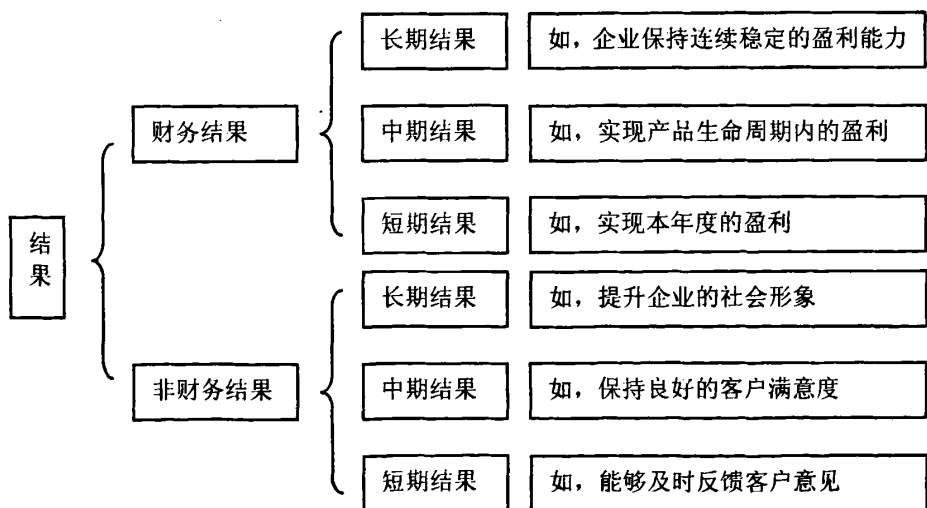 结果
财务结果
长期结果
如，企业保持连续稳定的盈利能力
中期结果
如，实现产品生命周期内的盈利
短期结果
如，实现本年度的盈利
非财务结果
长期结果
如，提升企业的社会形象
中期结果
如，保持良好的客户满意度
短期结果
如，能够及时反馈客户意见